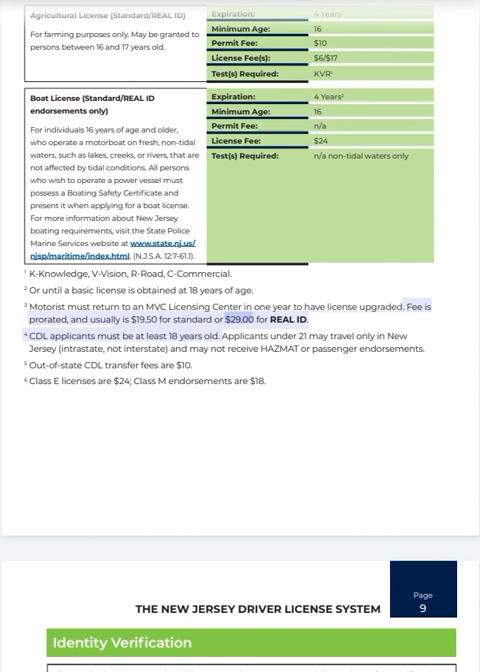 Agricultural License (Standard/REAL ID)
For farming purposes only. May be granted to
persons between 16 and 17 years old.
Expiration: 4 Years²
Minimum Age: 16
Permit Fee: $10
License Fee(s): $6/$17
Test(s) Required: KVR¹
Boat License (Standard/REAL ID
endorsements only)
For individuals 16 years of age and older,
who operate a motorboat on fresh, non-tidal
waters, such as lakes, creeks, or rivers, that are
not affected by tidal conditions. All persons
who wish to operate a power vessel must
possess a Boating Safety Certificate and
present it when applying for a boat license.
For more information about New Jersey
boating requirements, visit the State Police
Marine Services website at www.state.nj.us/
njsp/maritime/index.html. (N.J.S.A. 12:7-61.1).
Expiration: 4 Years²
Minimum Age: 16
Permit Fee: n/a
License Fee: $24
Test(s) Required: n/a non-tidal waters only
¹ K-Knowledge, V-Vision, R-Road, C-Commercial.
² Or until a basic license is obtained at 18 years of age.
³ Motorist must return to an MVC Licensing Center in one year to have license upgraded. Fee is
prorated, and usually is $19.50 for standard or $29.00 for REAL ID.
⁴ CDL applicants must be at least 18 years old. Applicants under 21 may travel only in New
Jersey (intrastate, not interstate) and may not receive HAZMAT or passenger endorsements.
⁵ Out-of-state CDL transfer fees are $10.
⁶ Class E licenses are $24; Class M endorsements are $18.
Page
THE NEW JERSEY DRIVER LICENSE SYSTEM 9
Identity Verification